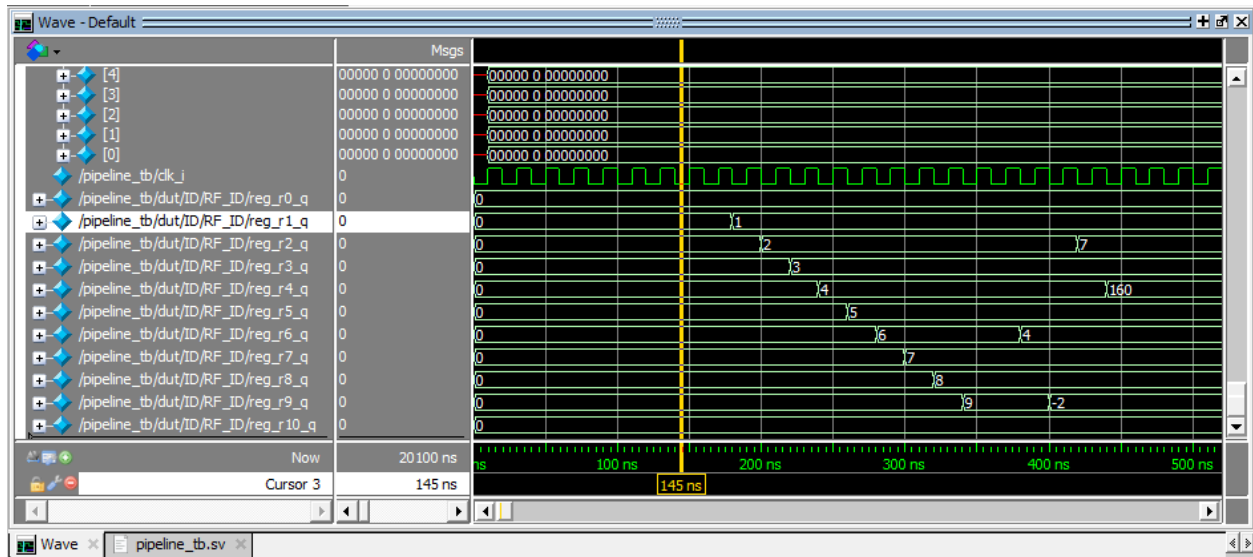 Wave - Default
Msgs
[4] 00000 0 00000000 00000 0 00000000
[3] 00000 0 00000000 00000 0 00000000
[2] 00000 0 00000000 00000 0 00000000
[1] 00000 0 00000000 00000 0 00000000
[0] 00000 0 00000000 00000 0 00000000
/pipeline_tb/clk_i 0
/pipeline_tb/dut/ID/RF_ID/reg_r0_q 0 0
/pipeline_tb/dut/ID/RF_ID/reg_r1_q 0 0 1
/pipeline_tb/dut/ID/RF_ID/reg_r2_q 0 0 2 7
/pipeline_tb/dut/ID/RF_ID/reg_r3_q 0 0 3
/pipeline_tb/dut/ID/RF_ID/reg_r4_q 0 0 4 160
/pipeline_tb/dut/ID/RF_ID/reg_r5_q 0 0 5
/pipeline_tb/dut/ID/RF_ID/reg_r6_q 0 0 6 4
/pipeline_tb/dut/ID/RF_ID/reg_r7_q 0 0 7
/pipeline_tb/dut/ID/RF_ID/reg_r8_q 0 0 8
/pipeline_tb/dut/ID/RF_ID/reg_r9_q 0 0 9 -2
/pipeline_tb/dut/ID/RF_ID/reg_r10_q 0 0
Now 20100 ns ns 100 ns 200 ns 300 ns 400 ns 500 ns
Cursor 3 145 ns 145 ns
Wave pipeline_tb.sv